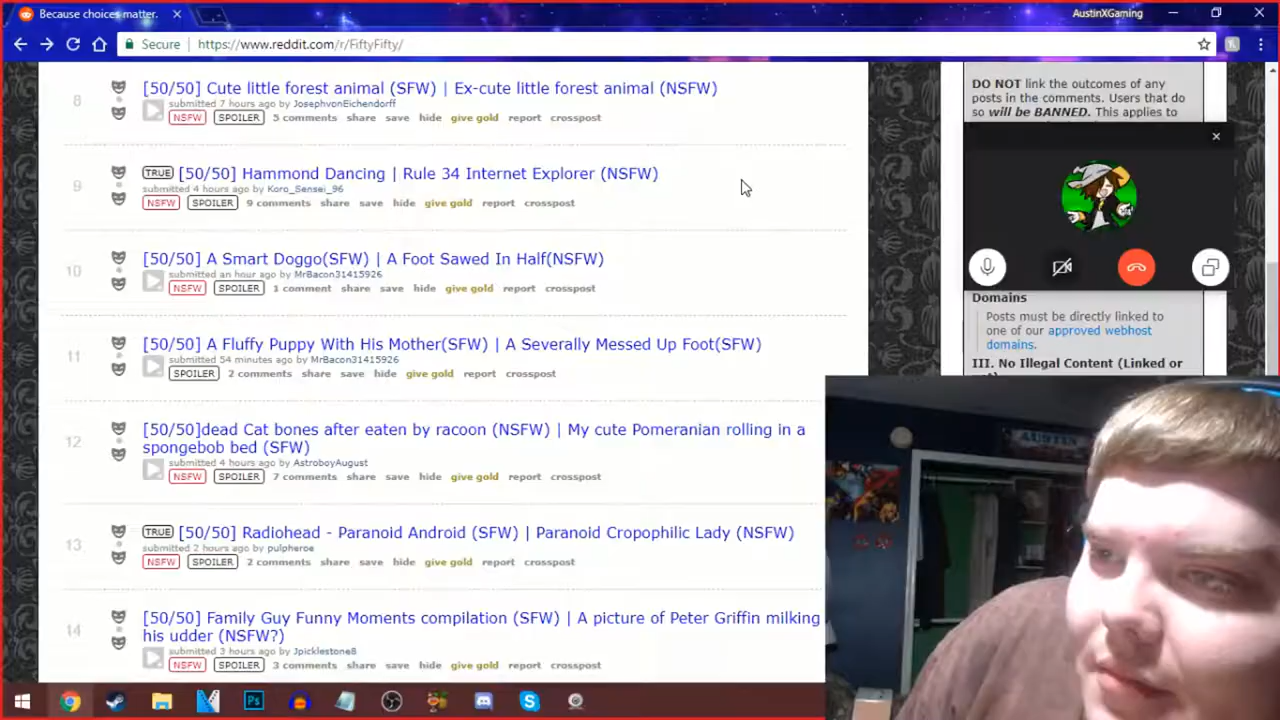 Because choices matter.
AustinXGaming
Secure
https://www.reddit.com/r/FiftyFifty/
8
[50/50] Cute little forest animal (SFW) | Ex-cute little forest animal (NSFW)
submitted 7 hours ago by JosephvonEichendorff
NSFW SPOILER 5 comments share save hide give gold report crosspost
9
TRUE [50/50] Hammond Dancing | Rule 34 Internet Explorer (NSFW)
submitted 4 hours ago by Koro_Sensei_96
NSFW SPOILER 9 comments share save hide give gold report crosspost
10
[50/50] A Smart Doggo(SFW) | A Foot Sawed In Half(NSFW)
submitted an hour ago by MrBacon31415926
NSFW SPOILER 1 comment share save hide give gold report crosspost
11
[50/50] A Fluffy Puppy With His Mother(SFW) | A Severally Messed Up Foot(SFW)
submitted 54 minutes ago by MrBacon31415926
SPOILER 2 comments share save hide give gold report crosspost
12
[50/50]dead Cat bones after eaten by racoon (NSFW) | My cute Pomeranian rolling in a
spongebob bed (SFW)
submitted 4 hours ago by AstroboyAugust
NSFW SPOILER 7 comments share save hide give gold report crosspost
13
TRUE [50/50] Radiohead - Paranoid Android (SFW) | Paranoid Cropophilic Lady (NSFW)
submitted 2 hours ago by pulpheroe
NSFW SPOILER 2 comments share save hide give gold report crosspost
14
[50/50] Family Guy Funny Moments compilation (SFW) | A picture of Peter Griffin milking
his udder (NSFW?)
submitted 3 hours ago by Jpicklestone8
NSFW SPOILER 3 comments share save hide give gold report crosspost
DO NOT link the outcomes of any
posts in the comments. Users that do
so will be BANNED. This applies to
Domains
Posts must be directly linked to
one of our approved webhost
domains.
III. No Illegal Content (Linked or
AUSTIN
Ps